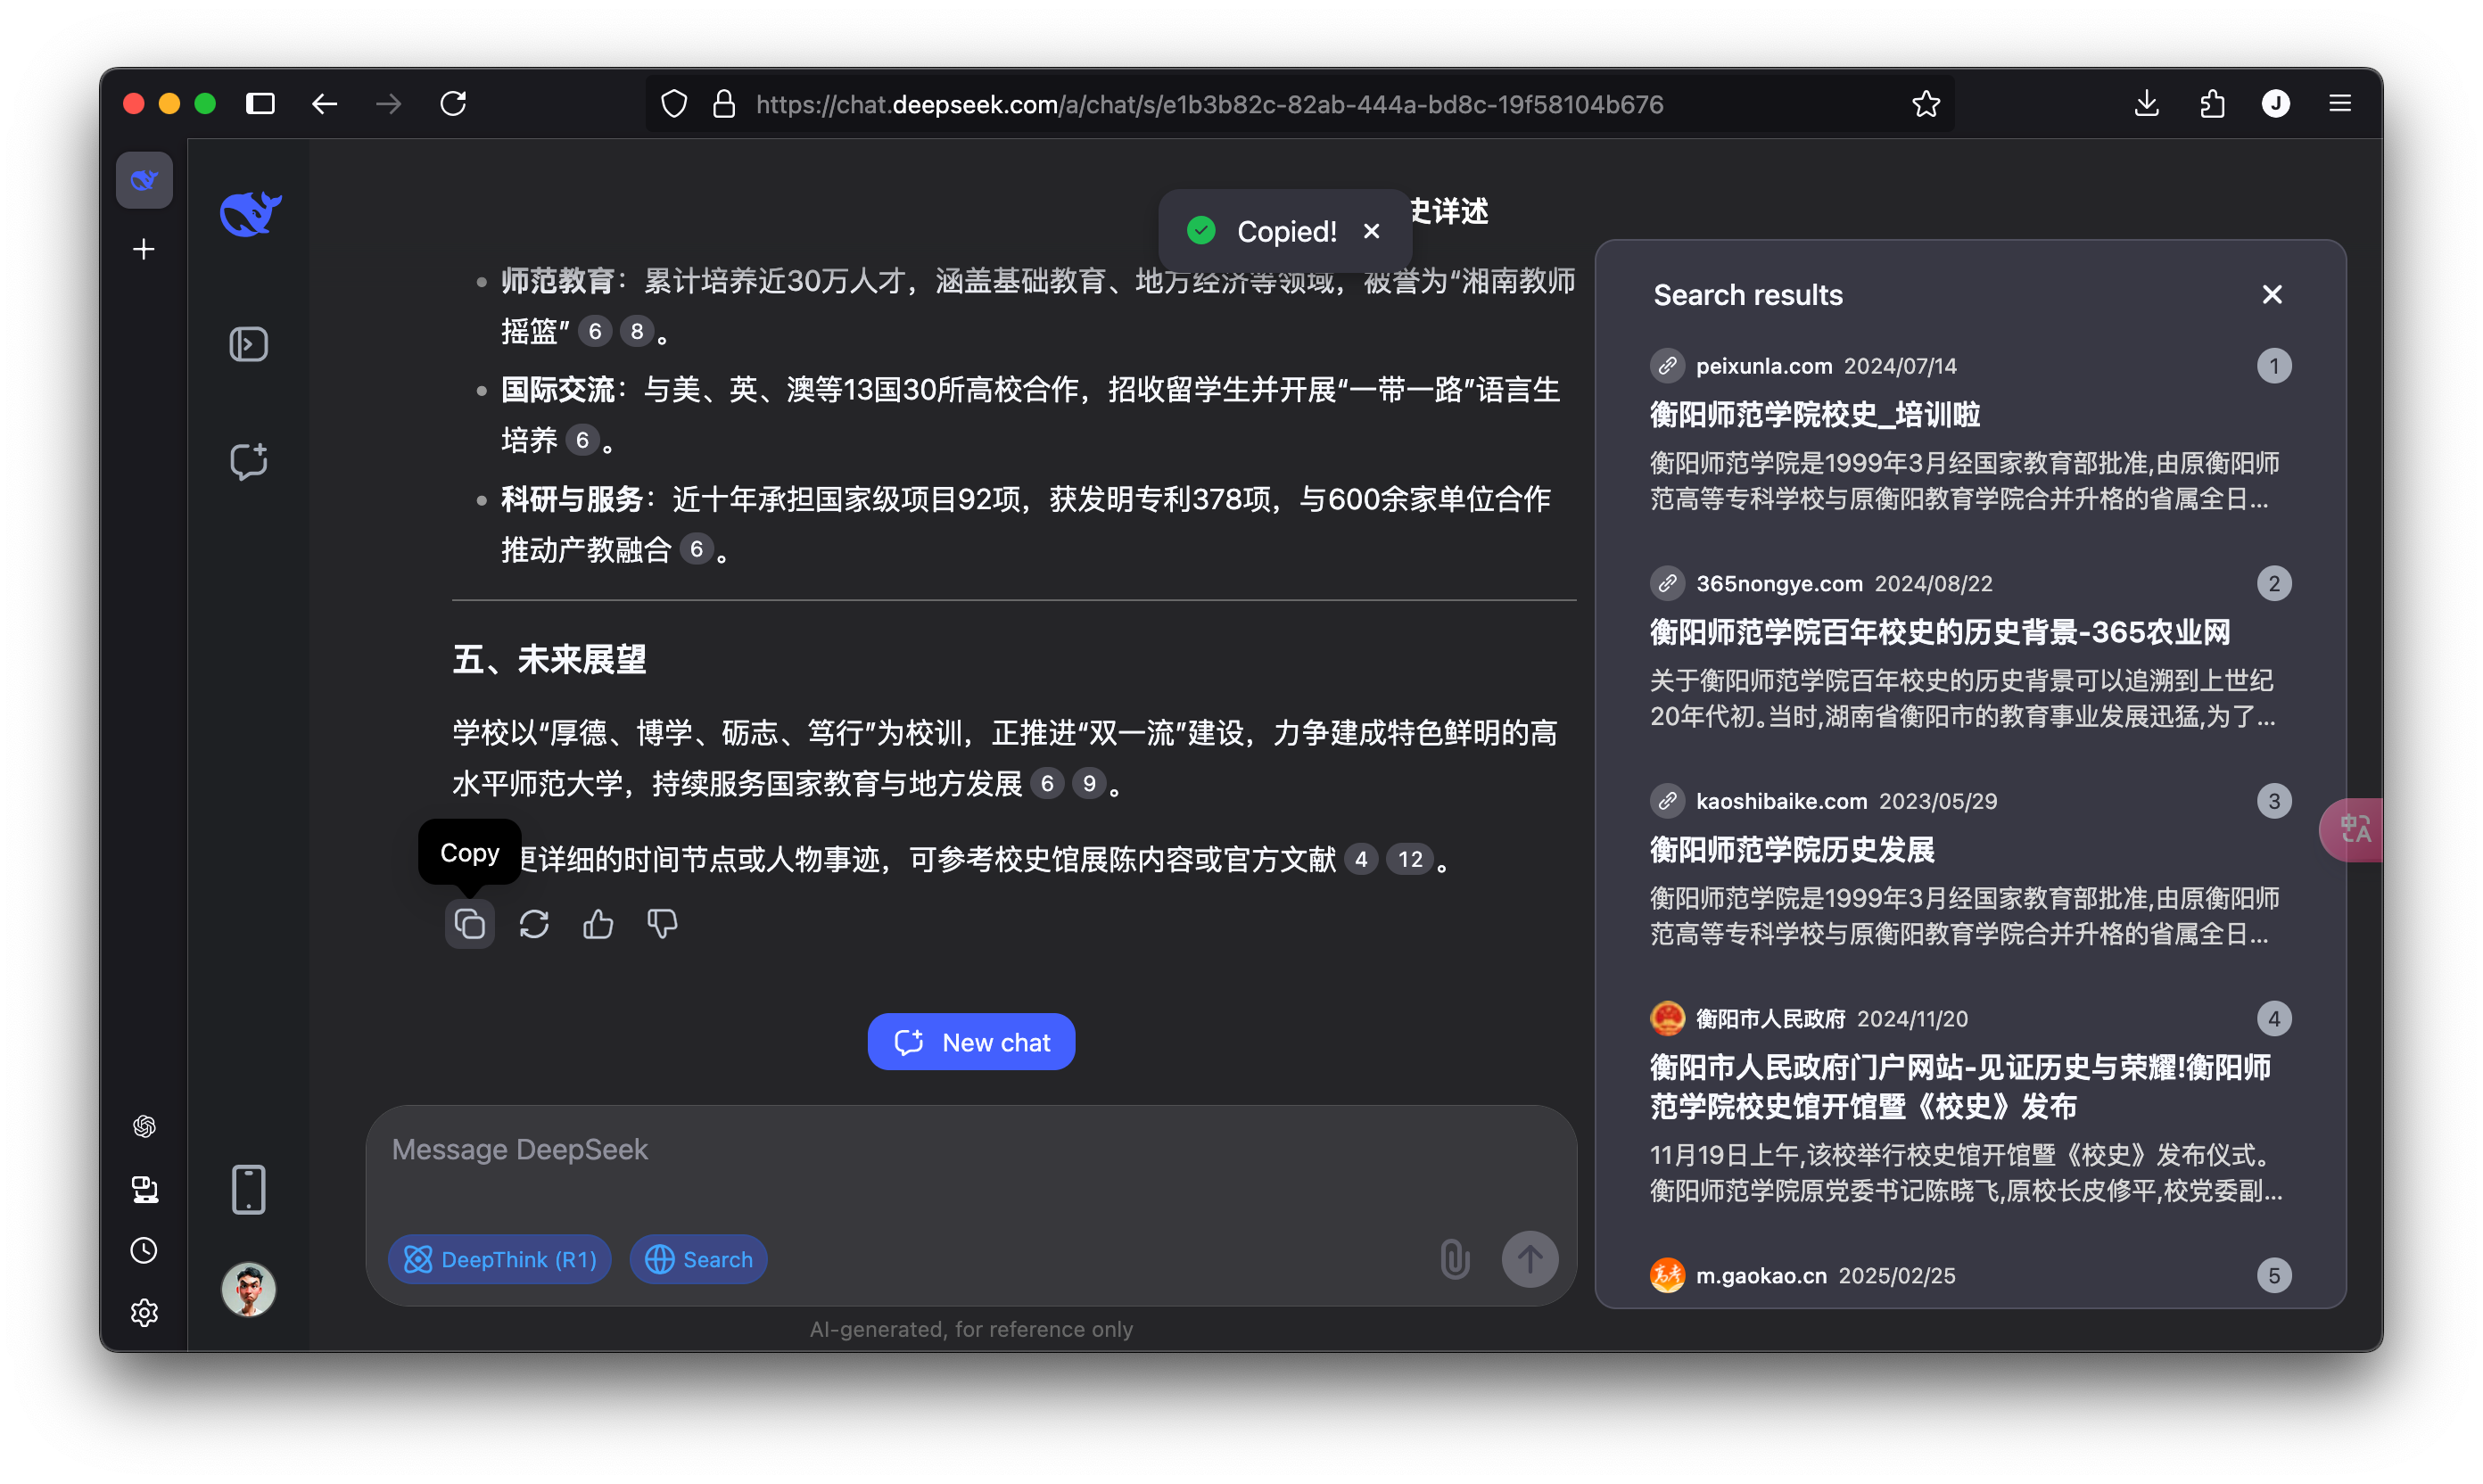 https://chat.deepseek.com/a/chat/s/e1b3b82c-82ab-444a-bd8c-19f58104b676
J
史详述
Copied!
师范教育：累计培养近30万人才，涵盖基础教育、地方经济等领域，被誉为“湘南教师
摇篮” 6 8 。
国际交流：与美、英、澳等13国30所高校合作，招收留学生并开展“一带一路”语言生
培养 6 。
科研与服务：近十年承担国家级项目92项，获发明专利378项，与600余家单位合作
推动产教融合 6 。
五、未来展望
学校以“厚德、博学、砺志、笃行”为校训，正推进“双一流”建设，力争建成特色鲜明的高
水平师范大学，持续服务国家教育与地方发展 6 9 。
Copy
更详细的时间节点或人物事迹，可参考校史馆展陈内容或官方文献 4 12 。
New chat
Message DeepSeek
DeepThink (R1)
Search
AI-generated, for reference only
Search results
peixunla.com 2024/07/14 1
衡阳师范学院校史_培训啦
衡阳师范学院是1999年3月经国家教育部批准,由原衡阳师
范高等专科学校与原衡阳教育学院合并升格的省属全日...
365nongye.com 2024/08/22 2
衡阳师范学院百年校史的历史背景-365农业网
关于衡阳师范学院百年校史的历史背景可以追溯到上世纪
20年代初。当时,湖南省衡阳市的教育事业发展迅猛,为了...
kaoshibaike.com 2023/05/29 3
衡阳师范学院历史发展
衡阳师范学院是1999年3月经国家教育部批准,由原衡阳师
范高等专科学校与原衡阳教育学院合并升格的省属全日...
衡阳市人民政府 2024/11/20 4
衡阳市人民政府门户网站-见证历史与荣耀!衡阳师
范学院校史馆开馆暨《校史》发布
11月19日上午,该校举行校史馆开馆暨《校史》发布仪式。
衡阳师范学院原党委书记陈晓飞,原校长皮修平,校党委副...
高考 m.gaokao.cn 2025/02/25 5
中A